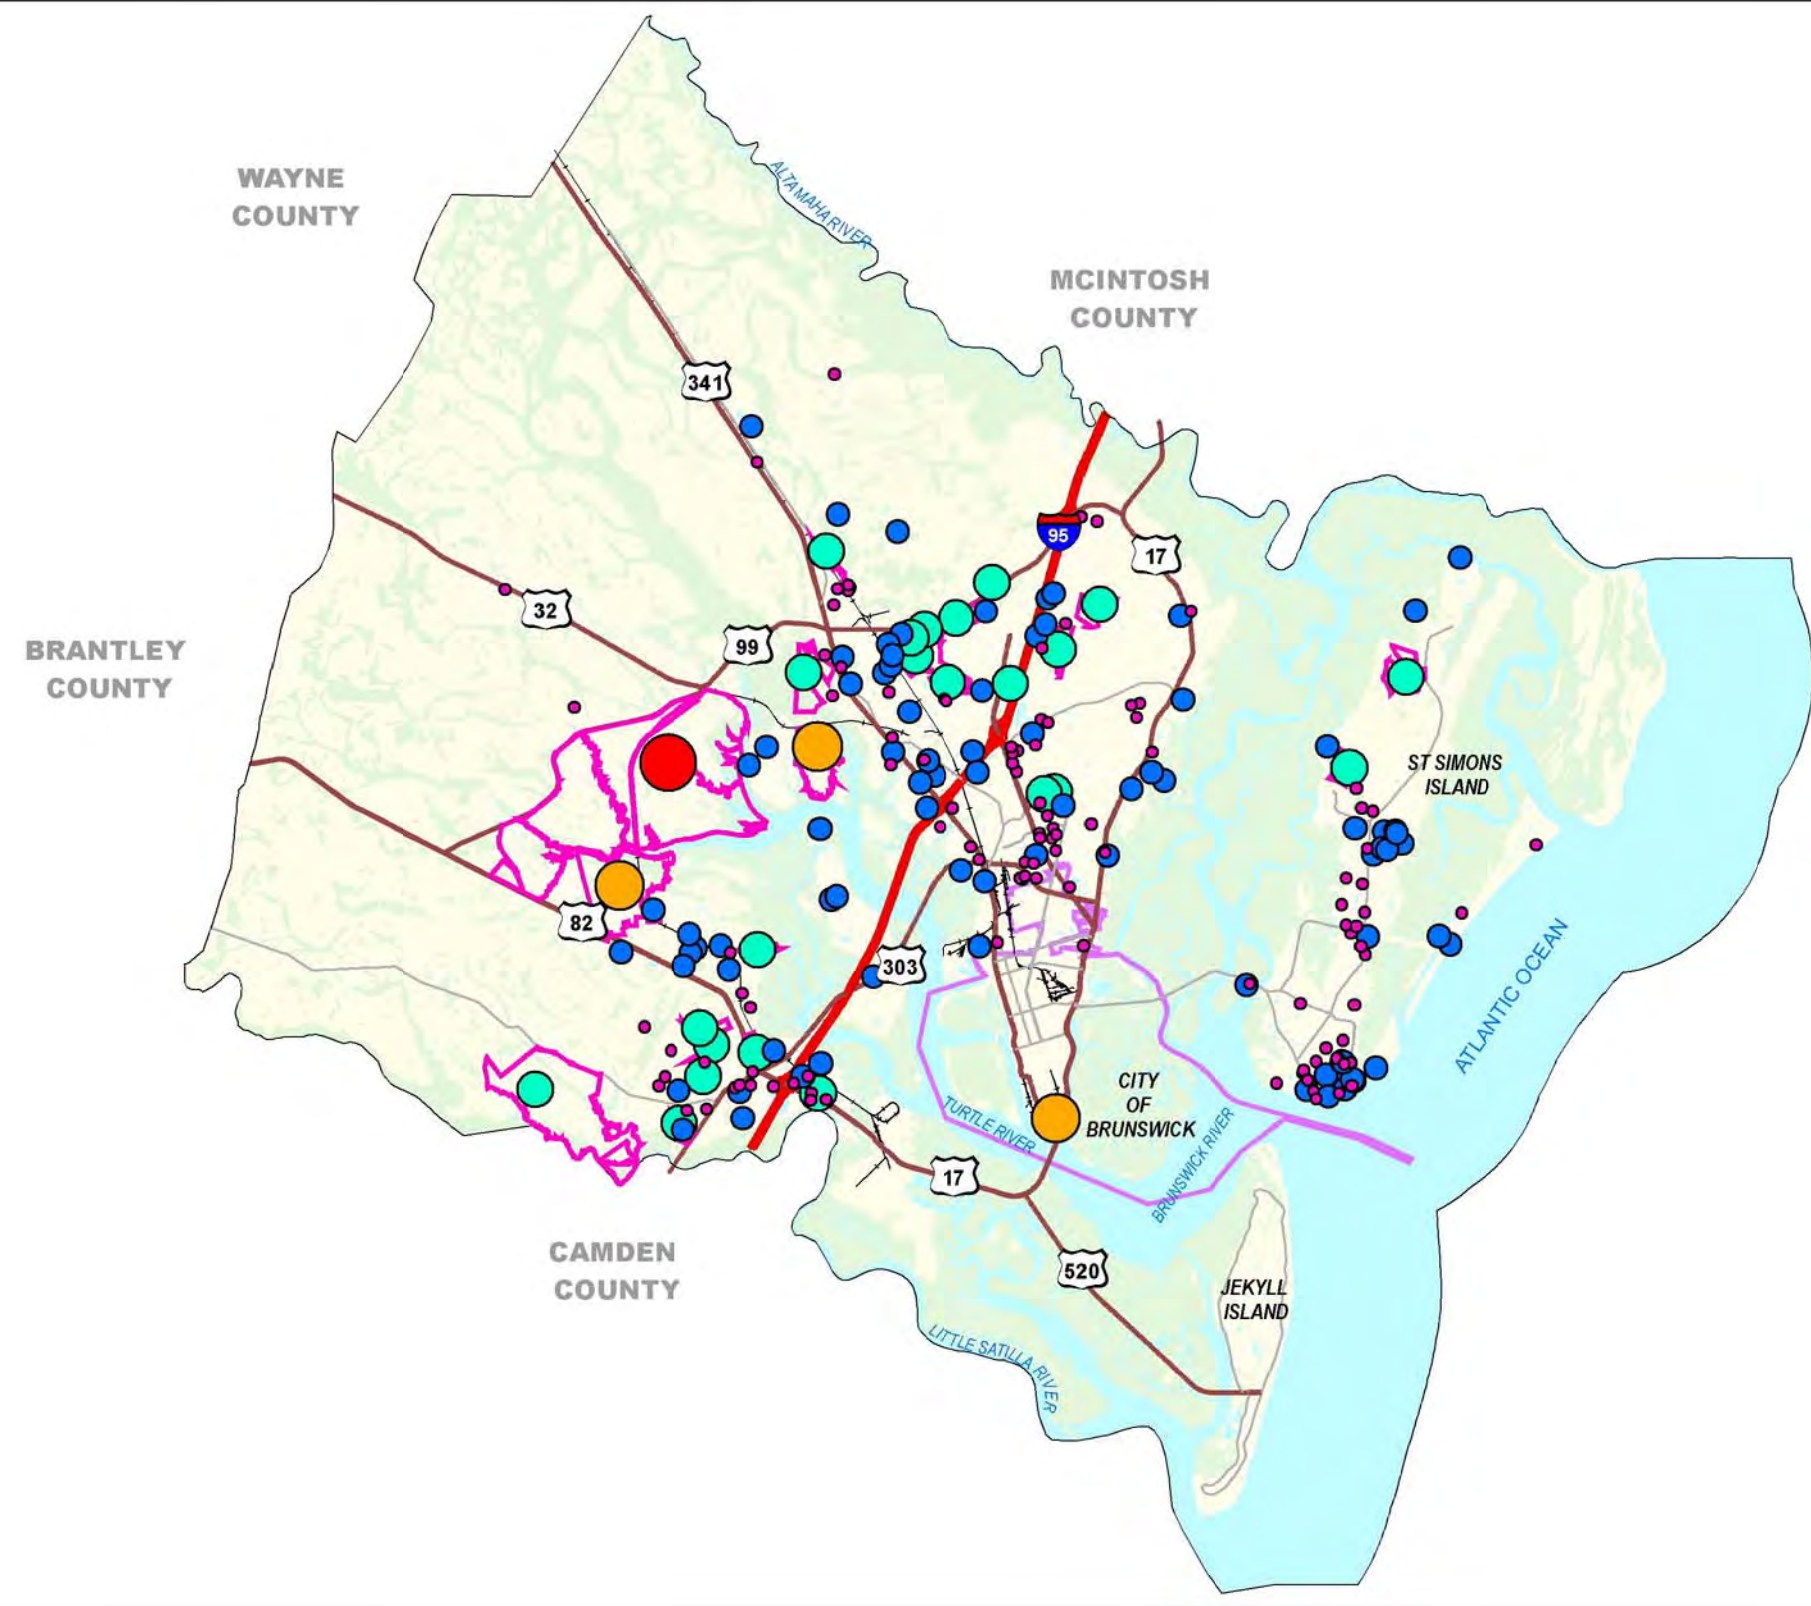 WAYNE
COUNTY
ALTAMAHA RIVER
MCINTOSH
COUNTY
341
95
17
32
99
BRANTLEY
COUNTY
ST SIMONS
ISLAND
82
303
ATLANTIC OCEAN
CITY
OF
BRUNSWICK
TURTLE RIVER
BRUNSWICK RIVER
17
CAMDEN
COUNTY
520
JEKYLL
ISLAND
LITTLE SATILLA RIVER